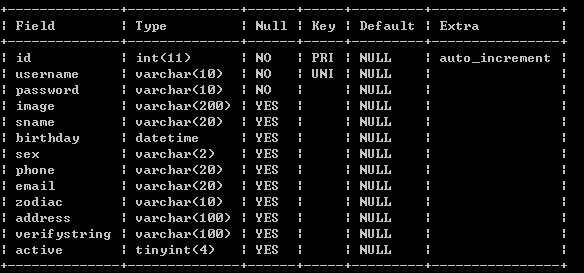 Field Type Null Key Default Extra
id int(11) NO PRI NULL auto_increment
username varchar(10) NO UNI NULL
password varchar(10) NO NULL
image varchar(200) YES NULL
sname varchar(20) YES NULL
birthday datetime YES NULL
sex varchar(2) YES NULL
phone varchar(20) YES NULL
email varchar(20) YES NULL
zodiac varchar(10) YES NULL
address varchar(100) YES NULL
verifystring varchar(100) YES NULL
active tinyint(4) YES NULL